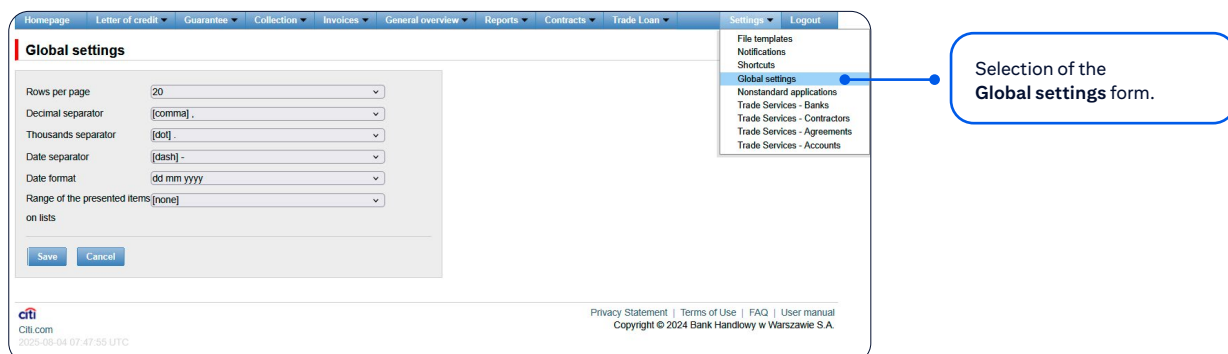 Homepage Letter of credit Guarantee Collection Invoices General overview Reports Contracts Trade Loan Settings Logout
Global settings
File templates
Notifications
Shortcuts
Global settings
Nonstandard applications
Trade Services - Banks
Trade Services - Contractors
Trade Services - Agreements
Trade Services - Accounts
Selection of the
Global settings form.
Rows per page 20
Decimal separator [comma] ,
Thousands separator [dot] .
Date separator [dash] -
Date format dd mm yyyy
Range of the presented items [none]
on lists
Save Cancel
citi
Citi.com
2025-08-04 07:47:55 UTC
Privacy Statement | Terms of Use | FAQ | User manual
Copyright © 2024 Bank Handlowy w Warszawie S.A.